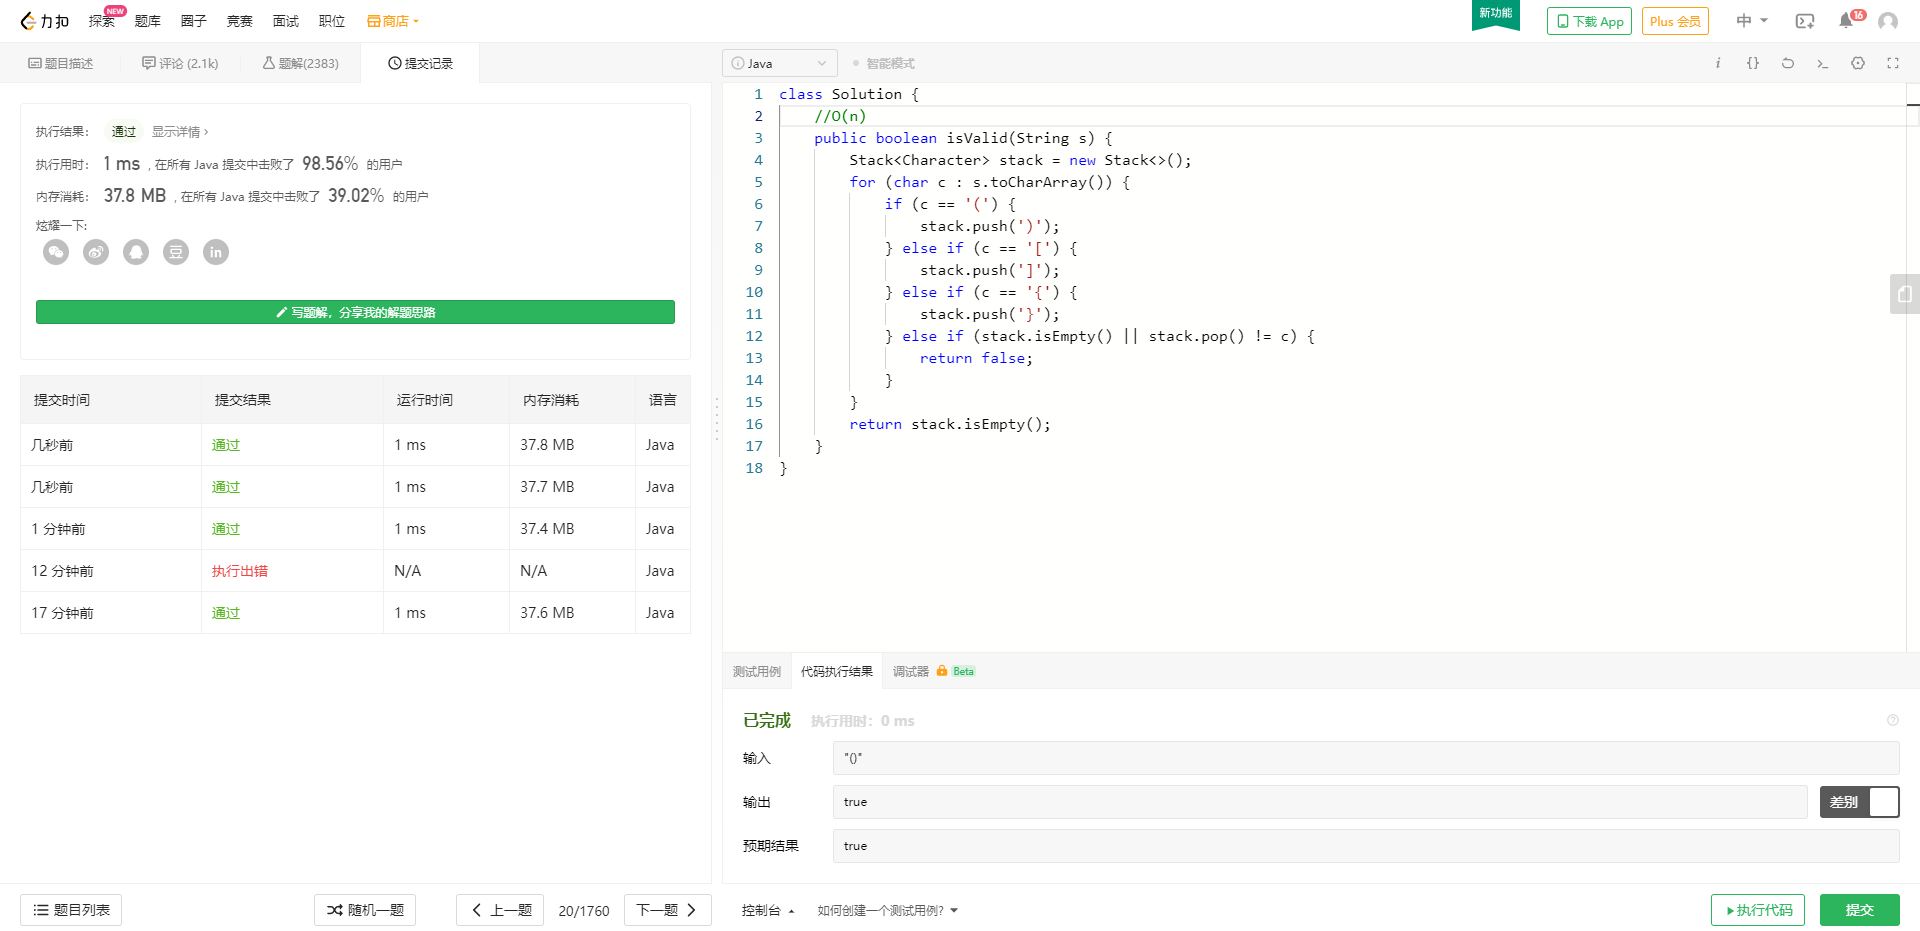 力扣 探索 NEW 题库 圈子 竞赛 面试 职位 商店 新功能 下载 App Plus 会员 中 16
题目描述 评论 (2.1k) 题解(2383) 提交记录
执行结果： 通过 显示详情 ›
执行用时： 1 ms , 在所有 Java 提交中击败了 98.56% 的用户
内存消耗： 37.8 MB , 在所有 Java 提交中击败了 39.02% 的用户
炫耀一下:
豆 in
写题解，分享我的解题思路
提交时间 提交结果 运行时间 内存消耗 语言
几秒前 通过 1 ms 37.8 MB Java
几秒前 通过 1 ms 37.7 MB Java
1 分钟前 通过 1 ms 37.4 MB Java
12 分钟前 执行出错 N/A N/A Java
17 分钟前 通过 1 ms 37.6 MB Java
题目列表 随机一题 上一题 20/1760 下一题
Java 智能模式 i {}
1 class Solution {
2 //O(n)
3 public boolean isValid(String s) {
4 Stack<Character> stack = new Stack<>();
5 for (char c : s.toCharArray()) {
6 if (c == '(') {
7 stack.push(')');
8 } else if (c == '[') {
9 stack.push(']');
10 } else if (c == '{') {
11 stack.push('}');
12 } else if (stack.isEmpty() || stack.pop() != c) {
13 return false;
14 }
15 }
16 return stack.isEmpty();
17 }
18 }
测试用例 代码执行结果 调试器 Beta
已完成 执行用时：0 ms
输入 "()"
输出 true 差别
预期结果 true
控制台 如何创建一个测试用例? 执行代码 提交